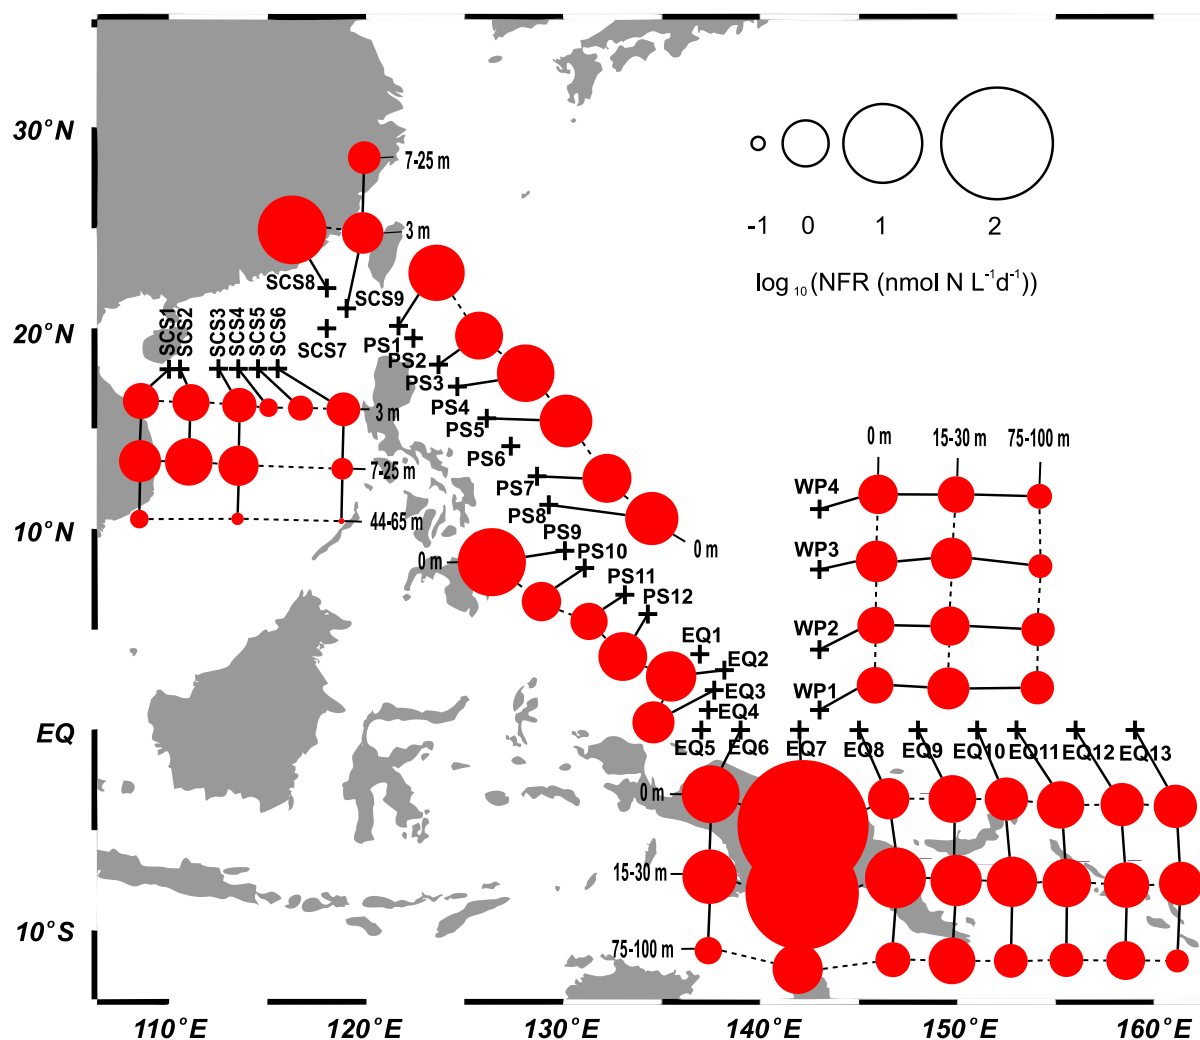 30°N
20°N
10°N
EQ
10°S
110°E
120°E
130°E
140°E
150°E
160°E
-1
0
1
2
log₁₀(NFR (nmol N L⁻¹d⁻¹))
7-25 m
3 m
SCS8
SCS9
SCS7
SCS1
SCS2
SCS3
SCS4
SCS5
SCS6
3 m
7-25 m
44-65 m
PS1
PS2
PS3
PS4
PS5
PS6
PS7
PS8
0 m
PS9
PS10
PS11
PS12
0 m
EQ1
EQ2
EQ3
EQ4
0 m
15-30 m
75-100 m
WP4
WP3
WP2
WP1
EQ5
EQ6
EQ7
EQ8
EQ9
EQ10
EQ11
EQ12
EQ13
0 m
15-30 m
75-100 m